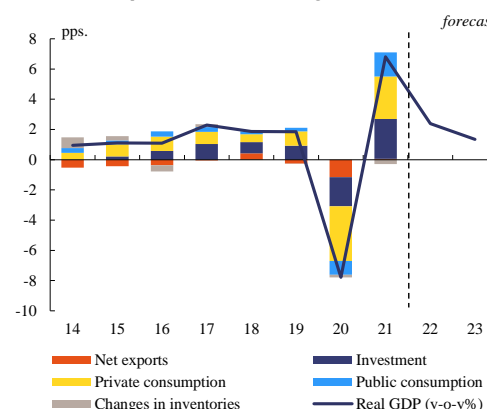 forecas
pps.
8
6
4
2
0
-2
-4
-6
-8
-10
14 15 16 17 18 19 20 21 22 23
Net exports Investment
Private consumption Public consumption
Changes in inventories Real GDP (y-o-y%)